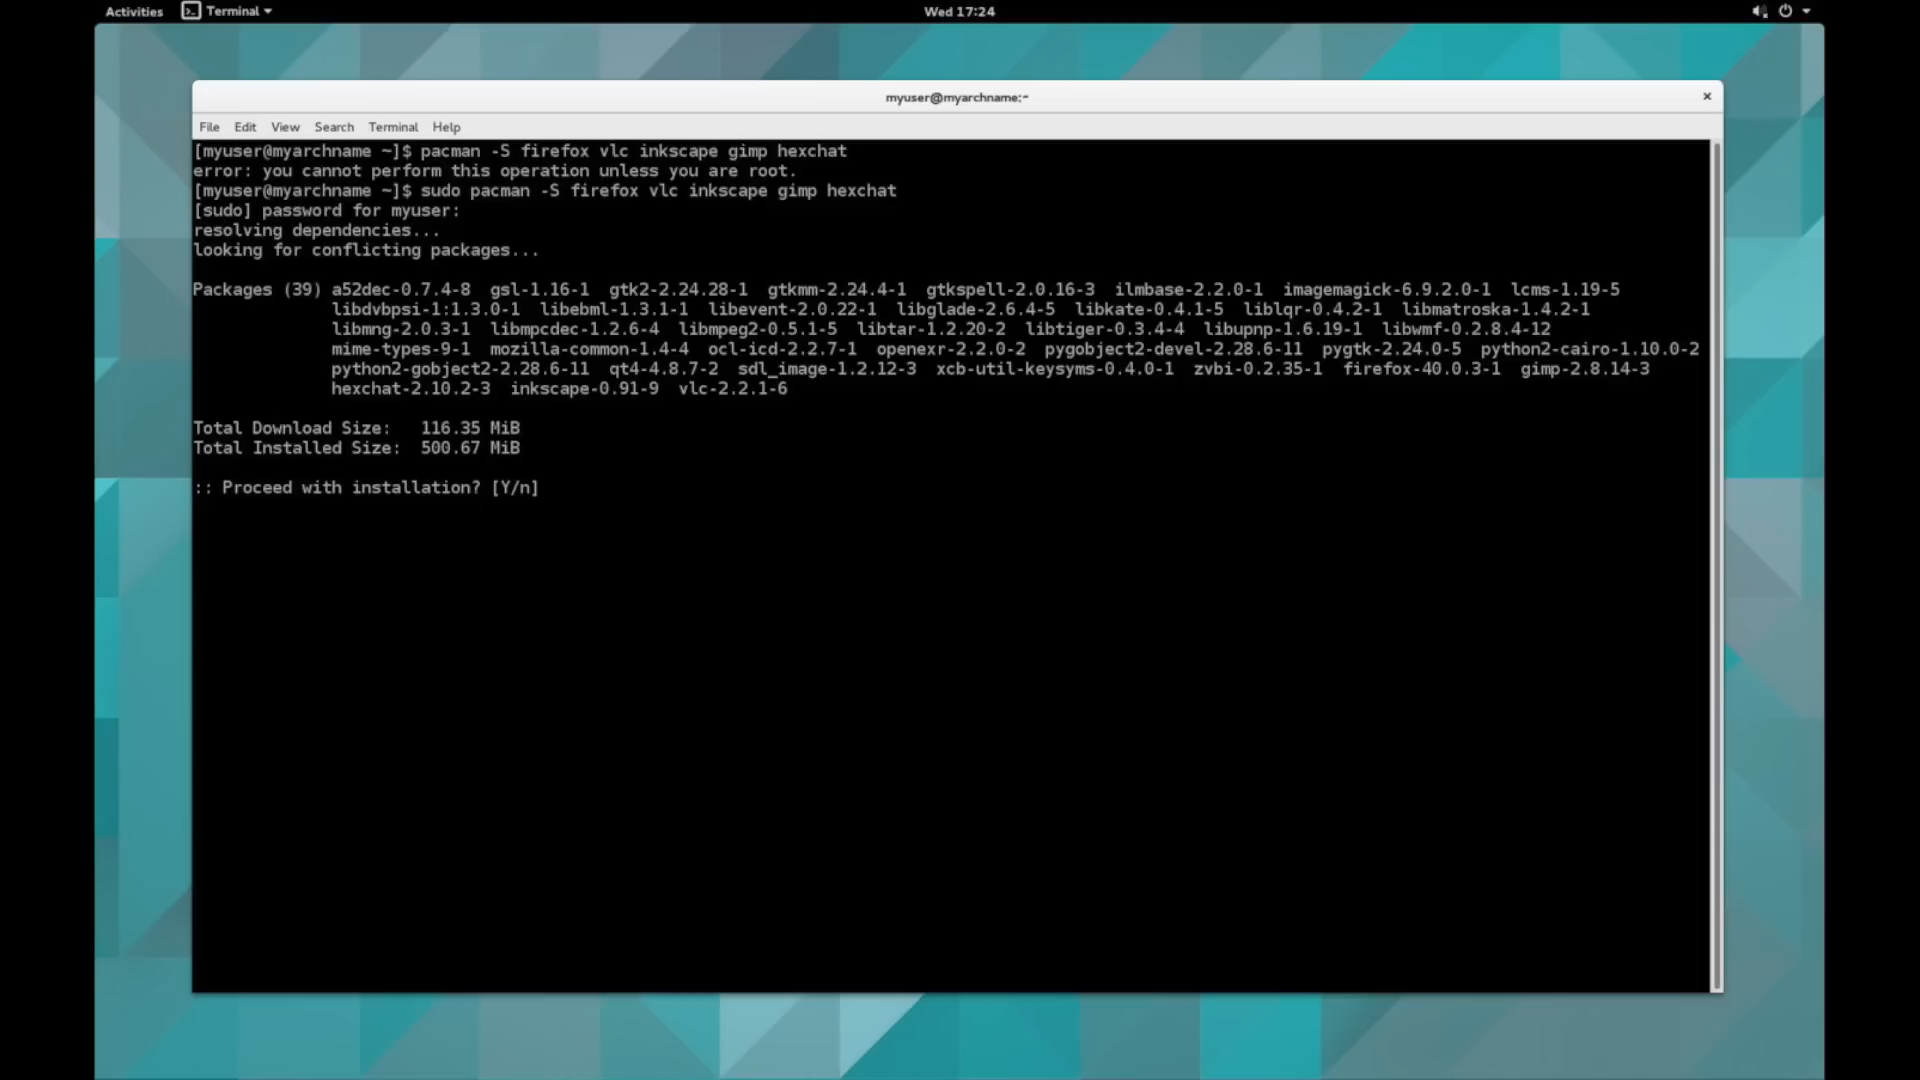 Activities Terminal Wed 17:24
myuser@myarchname:~ ×
File Edit View Search Terminal Help
[myuser@myarchname ~]$ pacman -S firefox vlc inkscape gimp hexchat
error: you cannot perform this operation unless you are root.
[myuser@myarchname ~]$ sudo pacman -S firefox vlc inkscape gimp hexchat
[sudo] password for myuser:
resolving dependencies...
looking for conflicting packages...
Packages (39) a52dec-0.7.4-8  gsl-1.16-1  gtk2-2.24.28-1  gtkmm-2.24.4-1  gtkspell-2.0.16-3  ilmbase-2.2.0-1  imagemagick-6.9.2.0-1  lcms-1.19-5
libdvbpsi-1:1.3.0-1  libebml-1.3.1-1  libevent-2.0.22-1  libglade-2.6.4-5  libkate-0.4.1-5  liblqr-0.4.2-1  libmatroska-1.4.2-1
libmng-2.0.3-1  libmpcdec-1.2.6-4  libmpeg2-0.5.1-5  libtar-1.2.20-2  libtiger-0.3.4-4  libupnp-1.6.19-1  libwmf-0.2.8.4-12
mime-types-9-1  mozilla-common-1.4-4  ocl-icd-2.2.7-1  openexr-2.2.0-2  pygobject2-devel-2.28.6-11  pygtk-2.24.0-5  python2-cairo-1.10.0-2
python2-gobject2-2.28.6-11  qt4-4.8.7-2  sdl_image-1.2.12-3  xcb-util-keysyms-0.4.0-1  zvbi-0.2.35-1  firefox-40.0.3-1  gimp-2.8.14-3
hexchat-2.10.2-3  inkscape-0.91-9  vlc-2.2.1-6
Total Download Size:   116.35 MiB
Total Installed Size:  500.67 MiB
:: Proceed with installation? [Y/n]